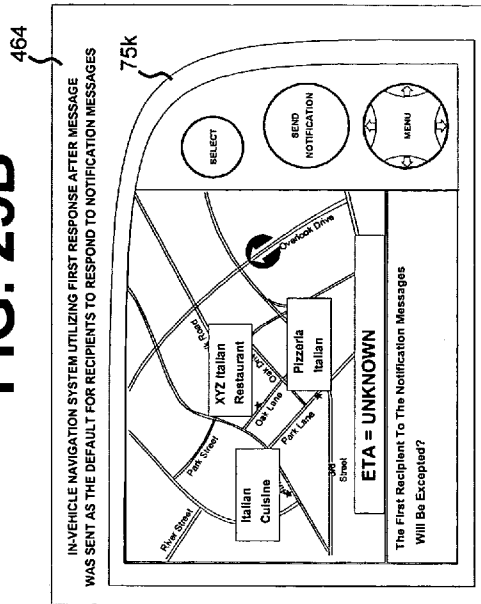 464
IN-VEHICLE NAVIGATION SYSTEM UTILIZING FIRST RESPONSE AFTER MESSAGE
WAS SENT AS THE DEFAULT FOR RECIPIENTS TO RESPOND TO NOTIFICATION MESSAGES
75k
River Street
Park Street
Road
XYZ Italian
Restaurant
Oak Drive
Oak Lane
Overlook Drive
Italian
Cuisine
Park Lane
Pizzeria
Italian
Street
ETA = UNKNOWN
The First Recipient To The Notification Messages
Will Be Excepted?
SELECT
SEND
NOTIFICATION
MENU